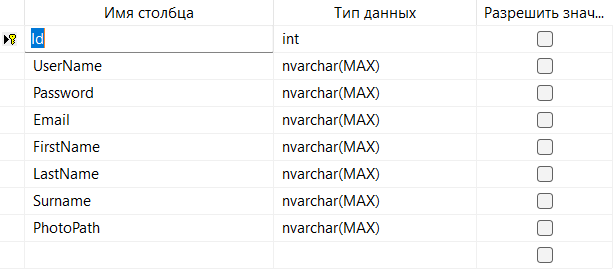 Имя столбца Тип данных Разрешить знач...
Id int
UserName nvarchar(MAX)
Password nvarchar(MAX)
Email nvarchar(MAX)
FirstName nvarchar(MAX)
LastName nvarchar(MAX)
Surname nvarchar(MAX)
PhotoPath nvarchar(MAX)